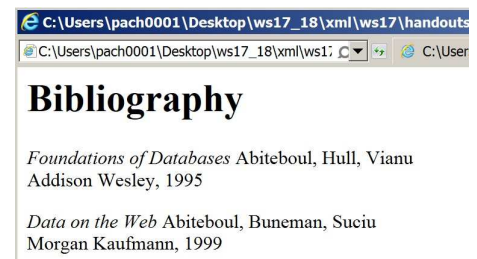 C:\Users\pach0001\Desktop\ws17_18\xml\ws17\handouts
C:\Users\pach0001\Desktop\ws17_18\xml\ws1 C:\User
Bibliography
Foundations of Databases Abiteboul, Hull, Vianu
Addison Wesley, 1995
Data on the Web Abiteboul, Buneman, Suciu
Morgan Kaufmann, 1999